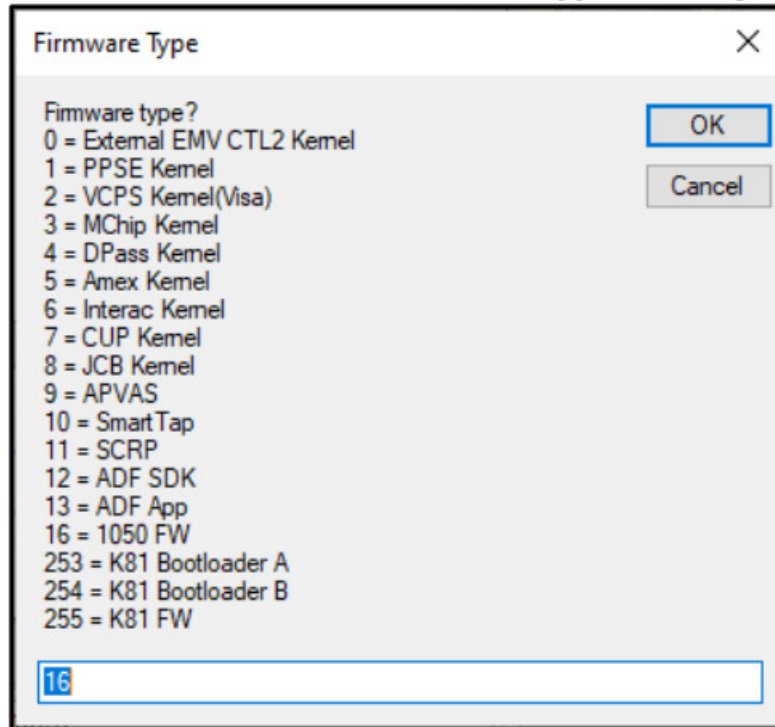 Firmware Type
Firmware type?
0 = External EMV CTL2 Kernel
1 = PPSE Kernel
2 = VCPS Kernel(Visa)
3 = MChip Kernel
4 = DPass Kernel
5 = Amex Kernel
6 = Interac Kernel
7 = CUP Kernel
8 = JCB Kernel
9 = APVAS
10 = SmartTap
11 = SCRP
12 = ADF SDK
13 = ADF App
16 = 1050 FW
253 = K81 Bootloader A
254 = K81 Bootloader B
255 = K81 FW
OK
Cancel
16